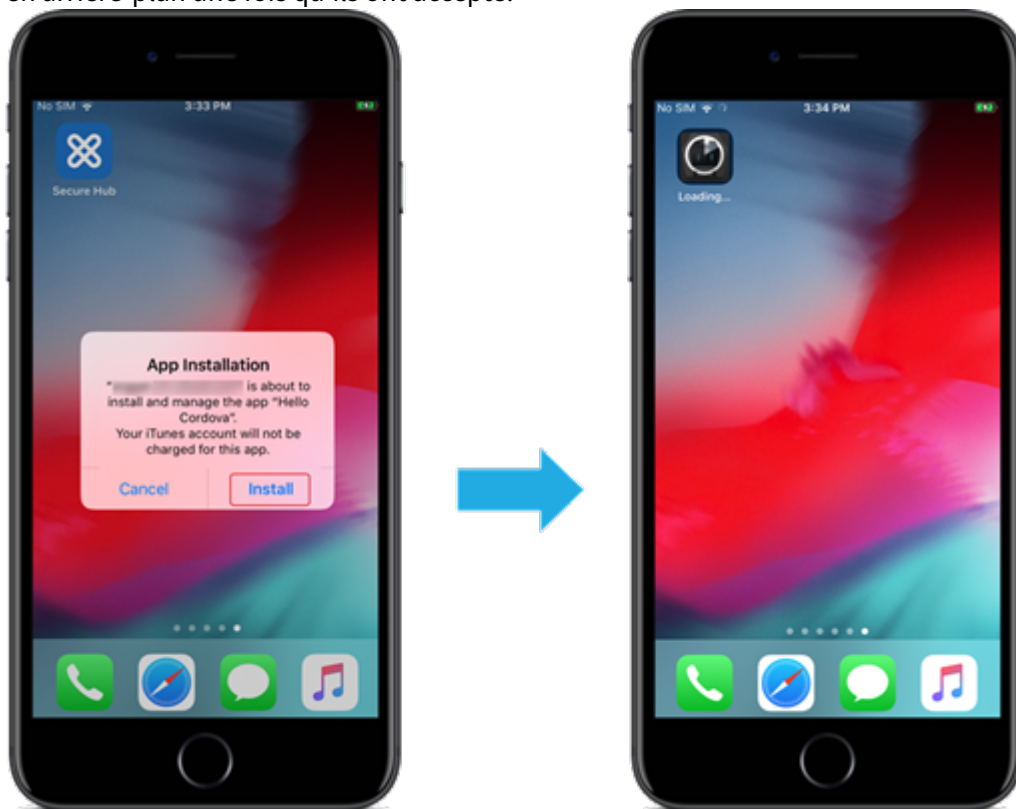 en arrière-plan une fois qu'ils ont accepté.
No SIM 3:33 PM
Secure Hub
App Installation
" is about to
install and manage the app "Hello
Cordova".
Your iTunes account will not be
charged for this app.
Cancel Install
No SIM 3:34 PM
Loading...